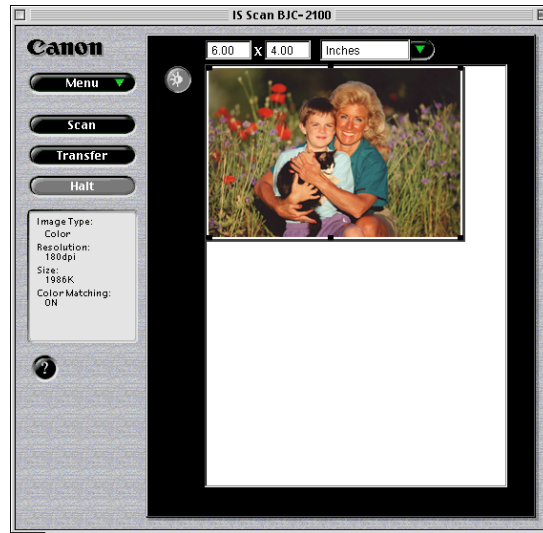 IS Scan BJC-2100
Canon
6.00 X 4.00 Inches
Menu
Scan
Transfer
Halt
Image Type:
Color
Resolution:
180dpi
Size:
1986K
Color Matching:
ON
?